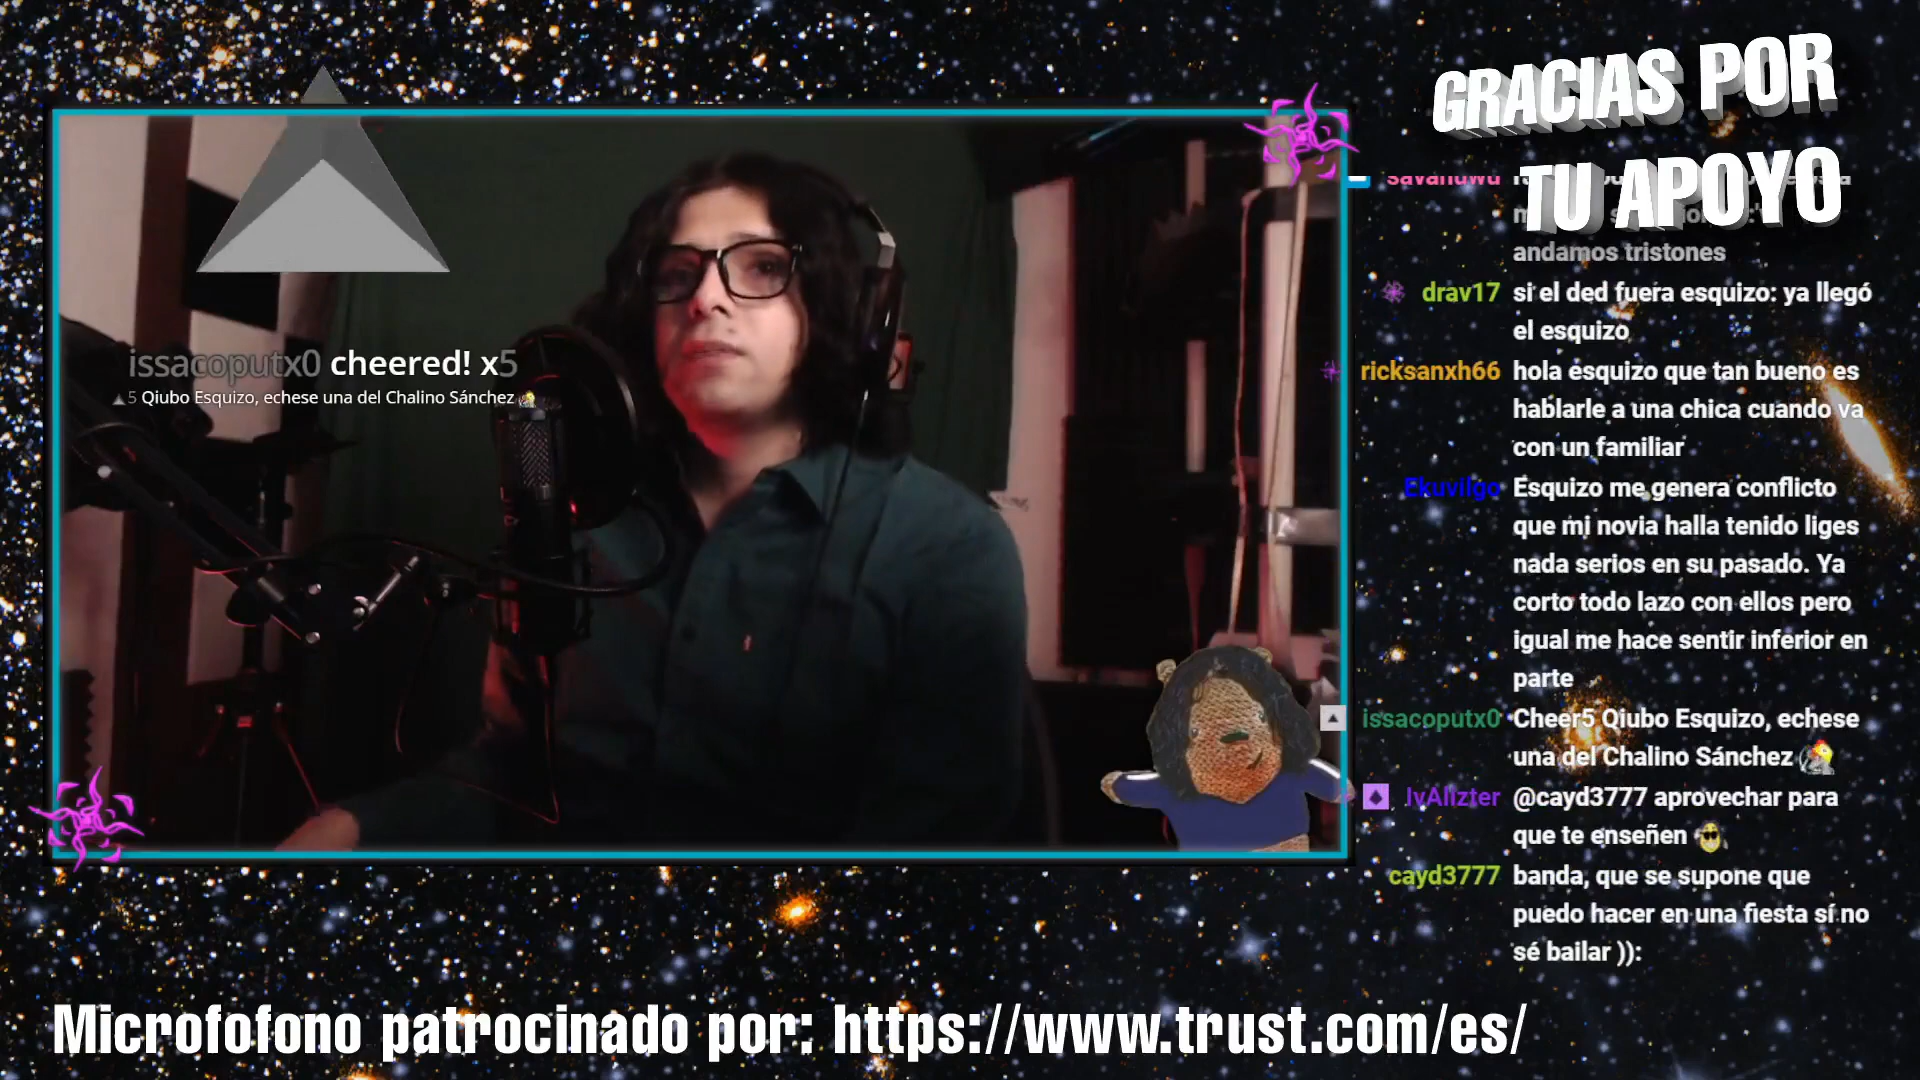 GRACIAS POR
TU APOYO
savandwd
andamos tristones
drav17 si el ded fuera esquizo: ya llegó
el esquizo
ricksanxh66 hola esquizo que tan bueno es
hablarle a una chica cuando va
con un familiar
Ekuvilgo Esquizo me genera conflicto
que mi novia halla tenido liges
nada serios en su pasado. Ya
corto todo lazo con ellos pero
igual me hace sentir inferior en
parte
issacoputx0 Cheer5 Qiubo Esquizo, echese
una del Chalino Sánchez
IvAlizter @cayd3777 aprovechar para
que te enseñen
cayd3777 banda, que se supone que
puedo hacer en una fiesta sí no
sé bailar )):
issacoputx0 cheered! x5
5 Qiubo Esquizo, echese una del Chalino Sánchez
Microfofono patrocinado por: https://www.trust.com/es/